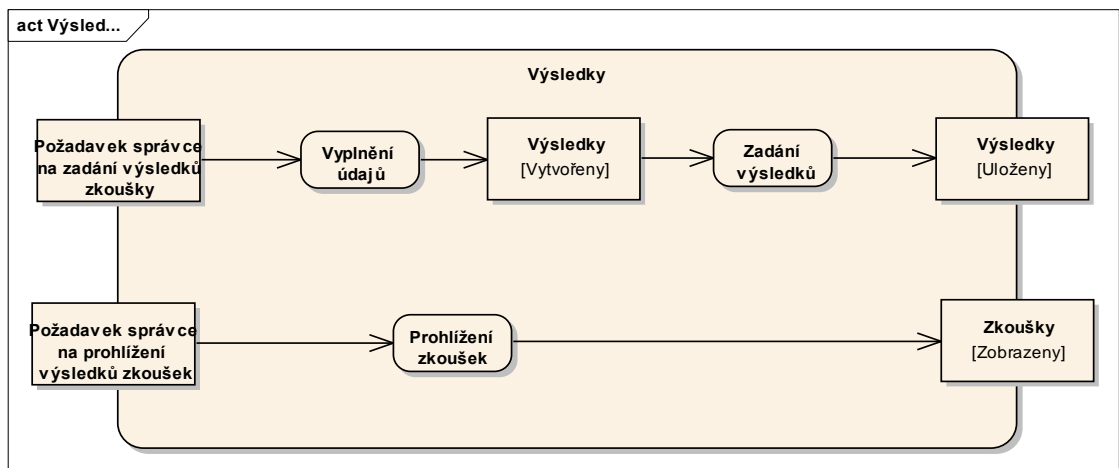 act Výsled...
Výsledky
Požadavek správce
na zadání výsledků
zkoušky
Vyplnění
údajů
Výsledky
[Vytvořeny]
Zadání
výsledků
Výsledky
[Uloženy]
Požadavek správce
na prohlížení
výsledků zkoušek
Prohlížení
zkoušek
Zkoušky
[Zobrazeny]